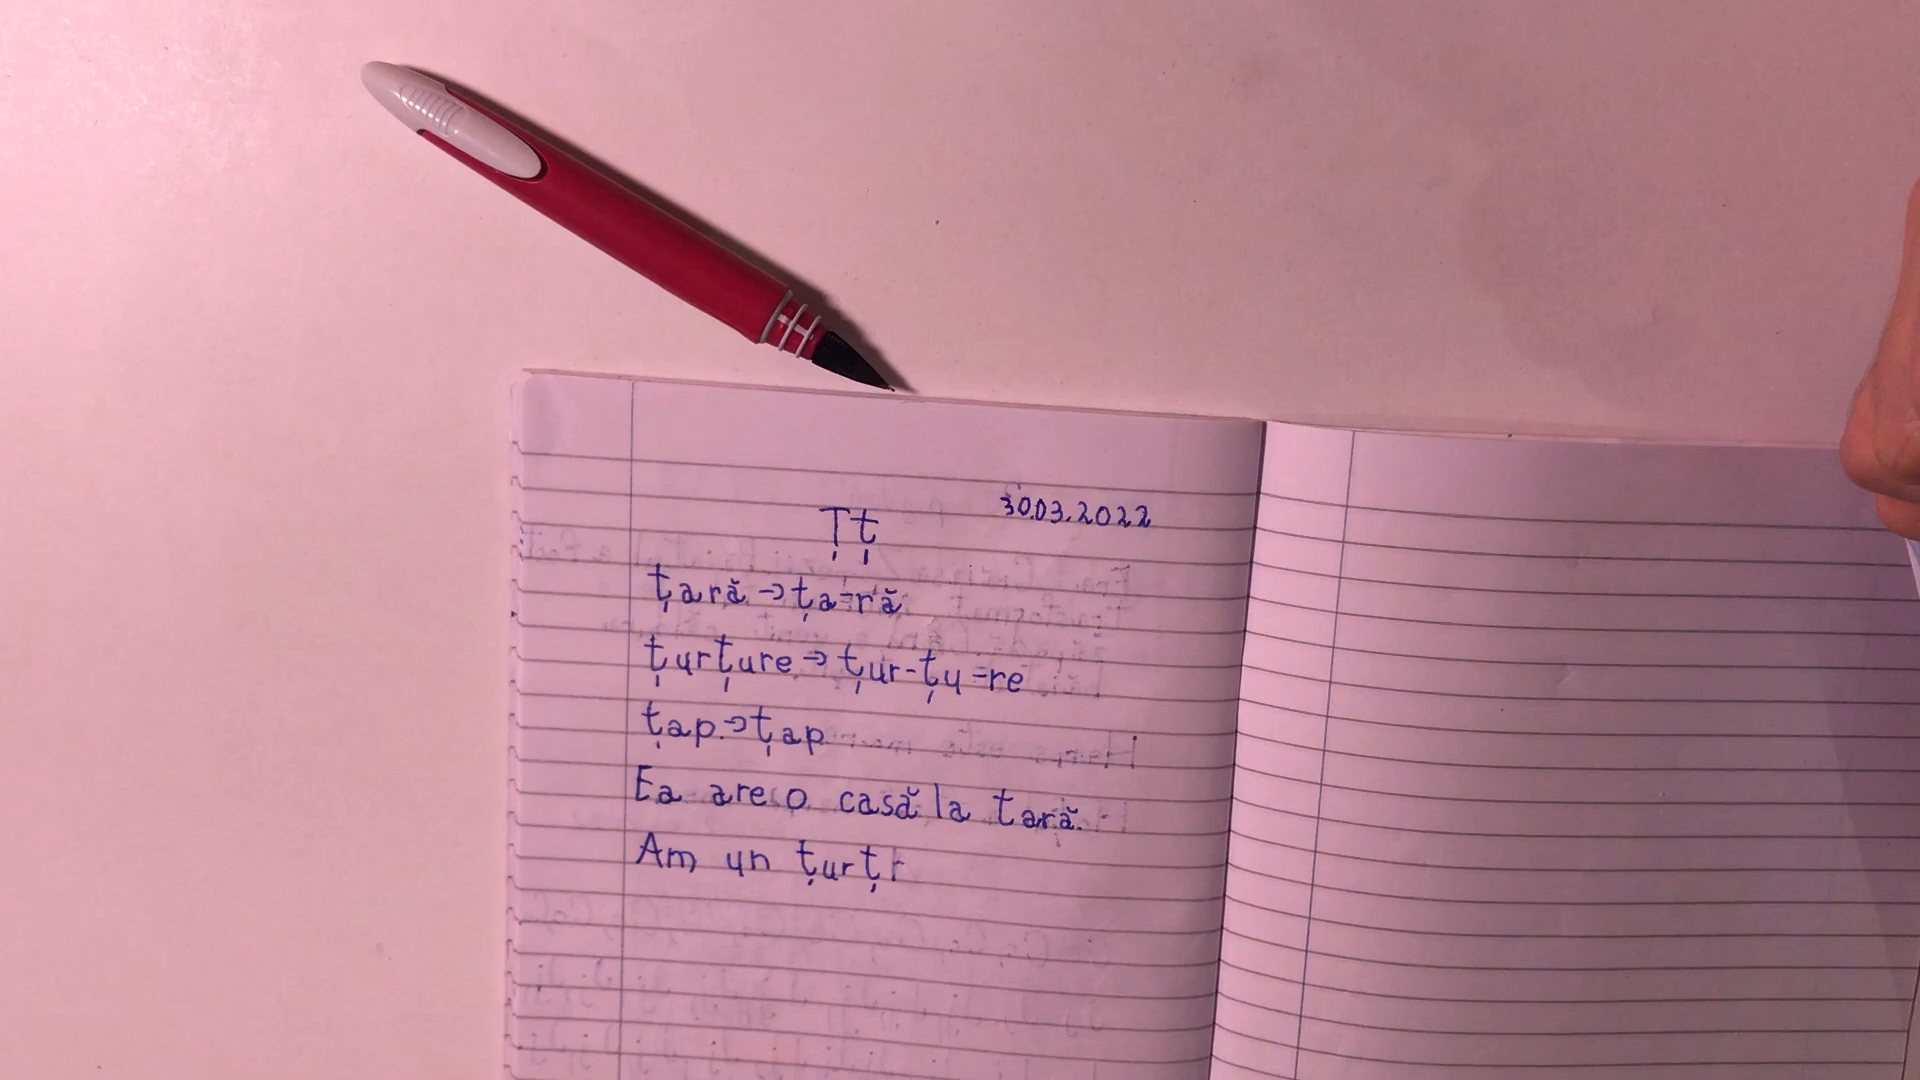 30.03.2022
Ț ț
țară → ța-ră
țurțure → țur-țu-re
țap → țap
Ea are o casă la țară.
Am un țurțr